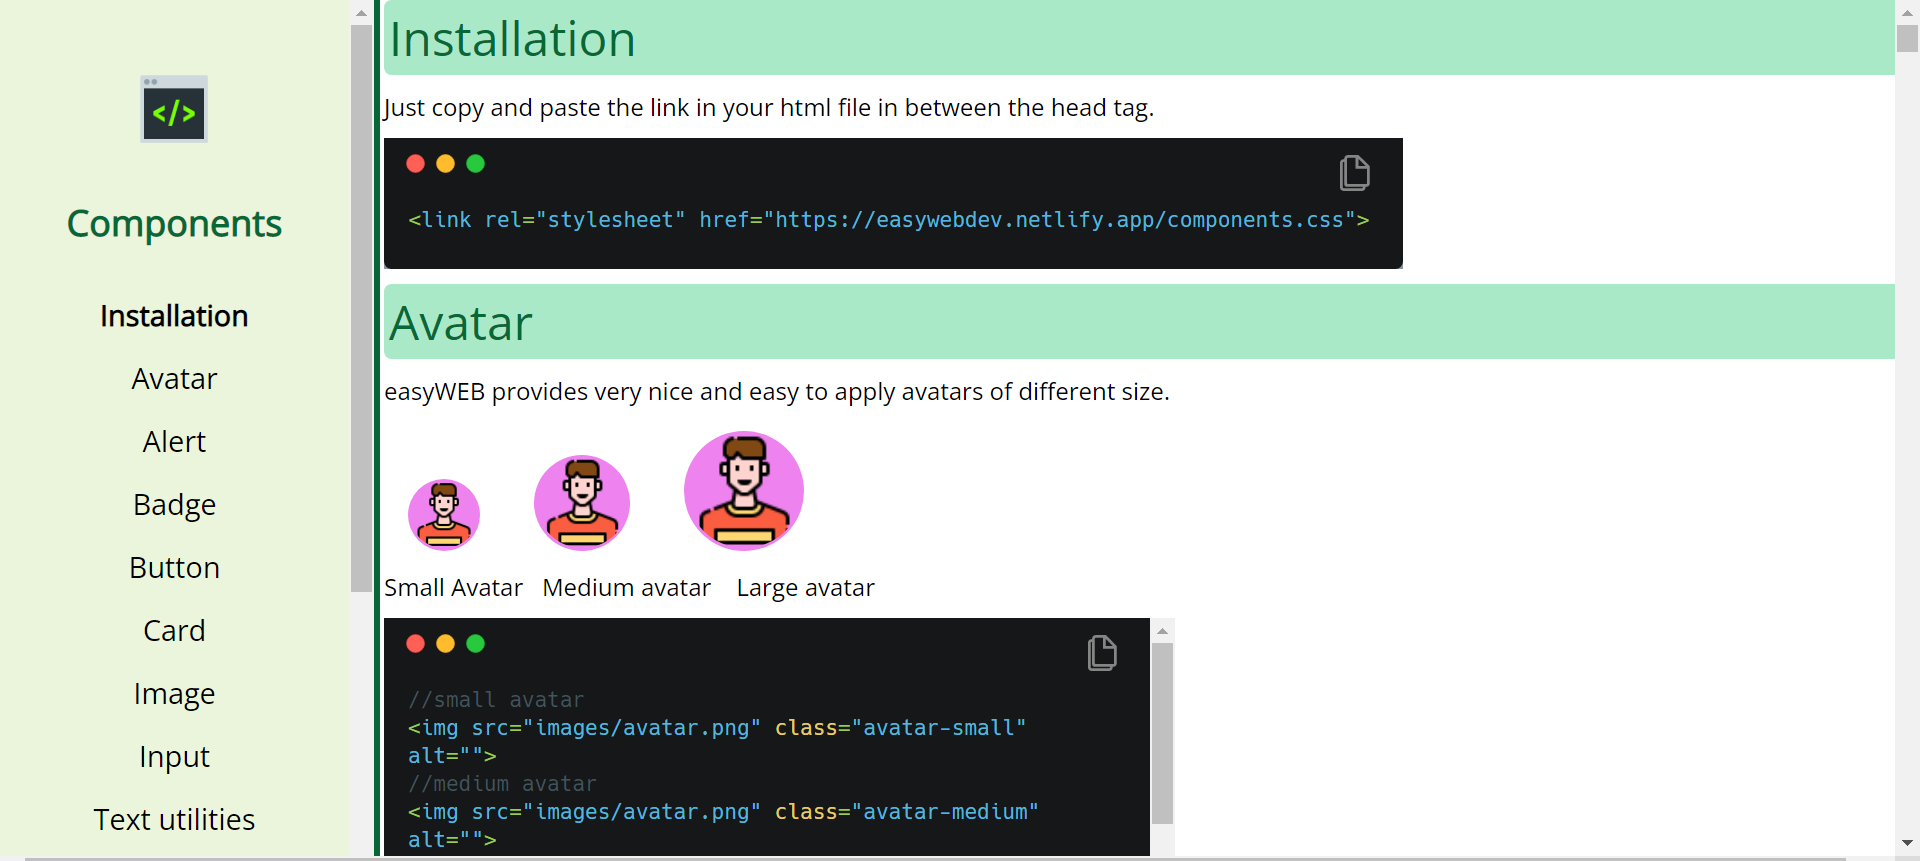 </>
Components
Installation
Avatar
Alert
Badge
Button
Card
Image
Input
Text utilities
Installation
Just copy and paste the link in your html file in between the head tag.
<link rel="stylesheet" href="https://easywebdev.netlify.app/components.css">
Avatar
easyWEB provides very nice and easy to apply avatars of different size.
Small Avatar Medium avatar Large avatar
//small avatar
<img src="images/avatar.png" class="avatar-small"
alt="">
//medium avatar
<img src="images/avatar.png" class="avatar-medium"
alt="">